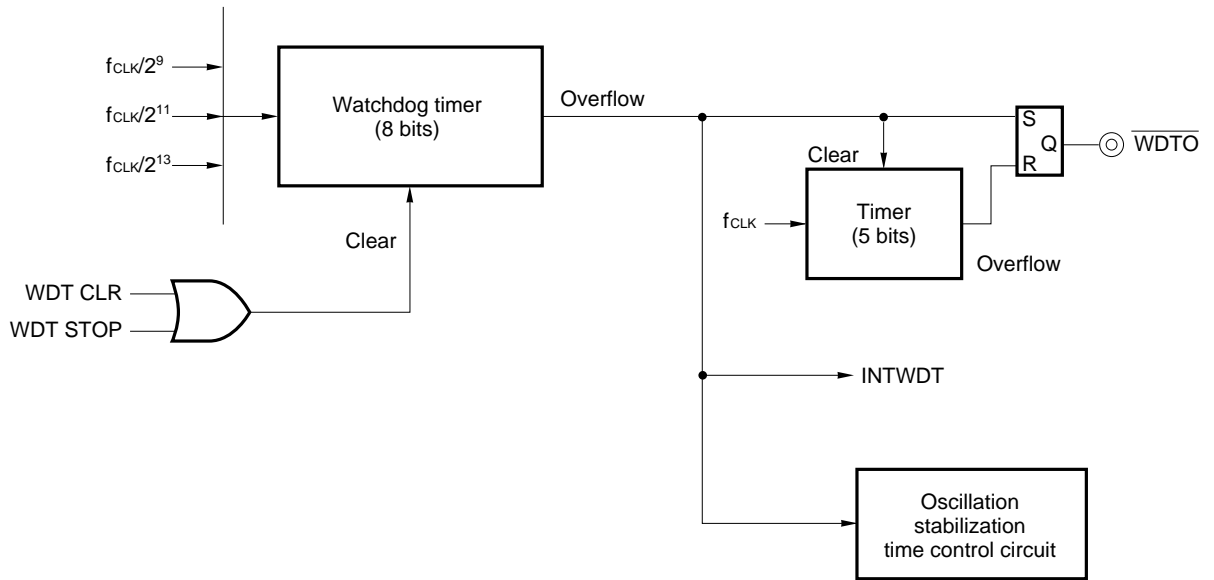 fCLK/2⁹
fCLK/2¹¹
fCLK/2¹³
Watchdog timer
(8 bits)
Overflow
Clear
WDT CLR
WDT STOP
S
Q
R
WDTO
Clear
fCLK
Timer
(5 bits)
Overflow
INTWDT
Oscillation
stabilization
time control circuit